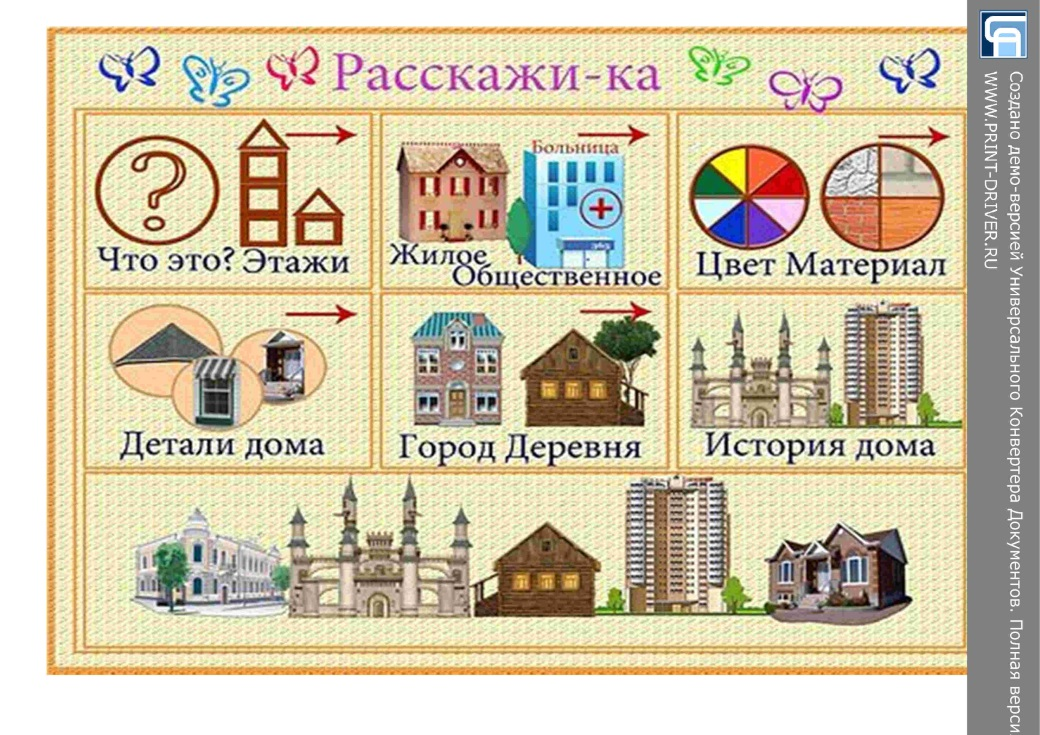 Расскажи-ка
Что это? Этажи
Больница
Жилое
Общественное
Цвет Материал
Детали дома
Город Деревня
История дома
Создано демо-версией Универсального Конвертера Документов. Полная верси
WWW.PRINT-DRIVER.RU